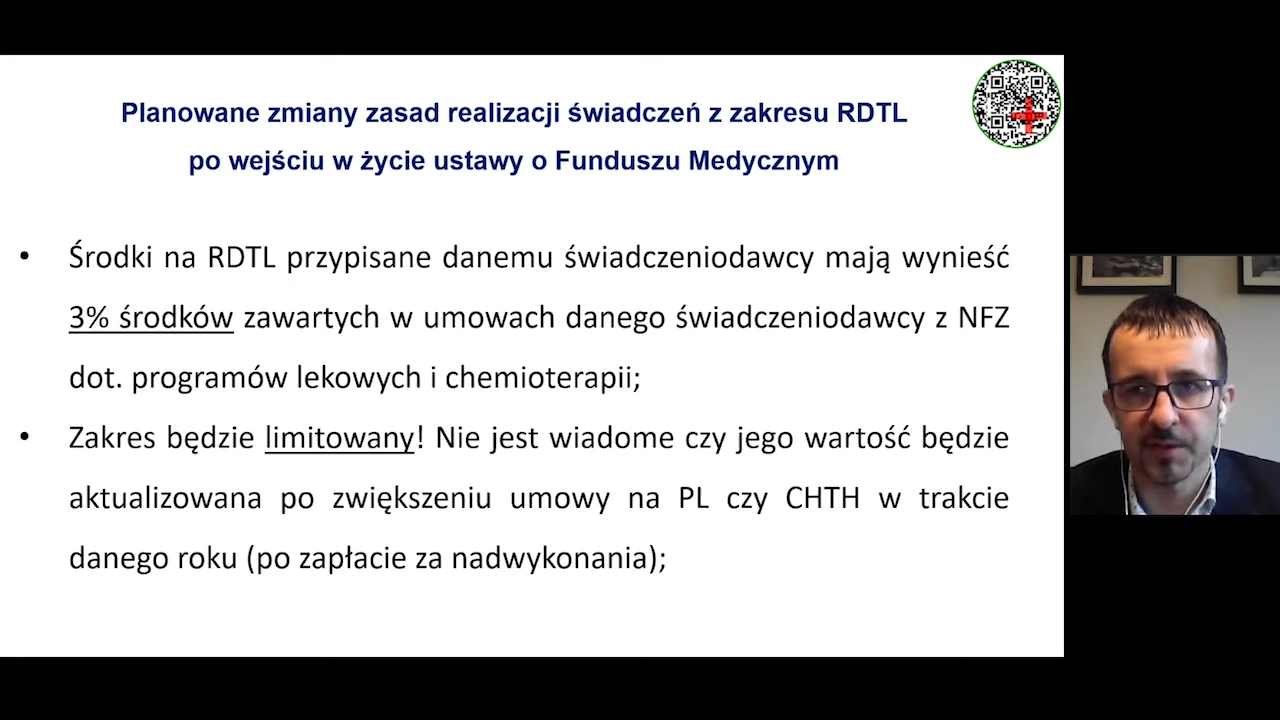 Planowane zmiany zasad realizacji świadczeń z zakresu RDTL
po wejściu w życie ustawy o Funduszu Medycznym
• Środki na RDTL przypisane danemu świadczeniodawcy mają wynieść
3% środków zawartych w umowach danego świadczeniodawcy z NFZ
dot. programów lekowych i chemioterapii;
• Zakres będzie limitowany! Nie jest wiadome czy jego wartość będzie
aktualizowana po zwiększeniu umowy na PL czy CHTH w trakcie
danego roku (po zapłacie za nadwykonania);